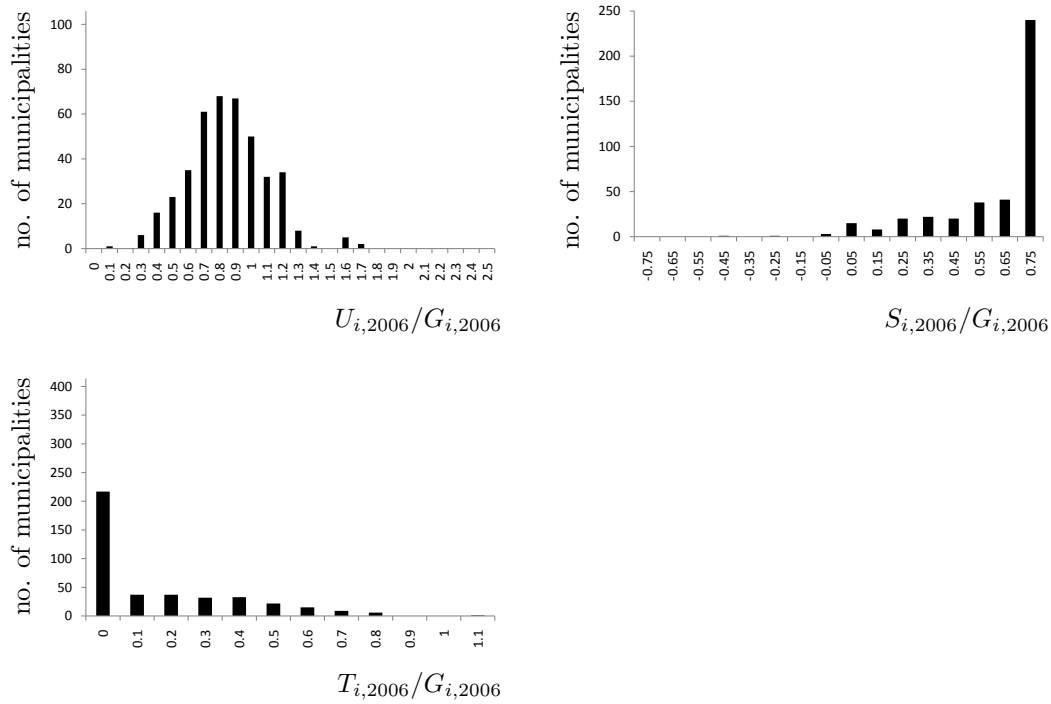 no. of municipalities
100
80
60
40
20
0
0 0.1 0.2 0.3 0.4 0.5 0.6 0.7 0.8 0.9 1 1.1 1.2 1.3 1.4 1.5 1.6 1.7 1.8 1.9 2 2.1 2.2 2.3 2.4 2.5
U_{i,2006}/G_{i,2006}
no. of municipalities
250
200
150
100
50
0
-0.75 -0.65 -0.55 -0.45 -0.35 -0.25 -0.15 -0.05 0.05 0.15 0.25 0.35 0.45 0.55 0.65 0.75
S_{i,2006}/G_{i,2006}
no. of municipalities
400
350
300
250
200
150
100
50
0
0 0.1 0.2 0.3 0.4 0.5 0.6 0.7 0.8 0.9 1 1.1
T_{i,2006}/G_{i,2006}